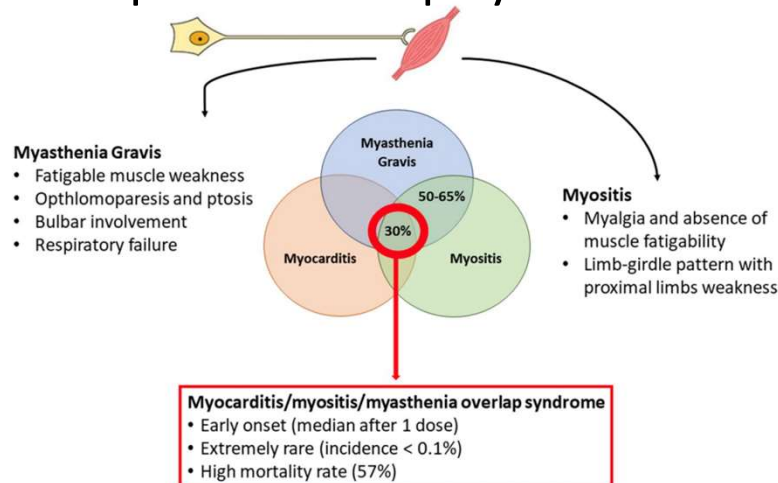 Myasthenia Gravis
• Fatigable muscle weakness
• Opthlomoparesis and ptosis
• Bulbar involvement
• Respiratory failure
Myasthenia
Gravis
50-65%
30%
Myocarditis
Myositis
Myositis
• Myalgia and absence of
muscle fatigability
• Limb-girdle pattern with
proximal limbs weakness
Myocarditis/myositis/myasthenia overlap syndrome
• Early onset (median after 1 dose)
• Extremely rare (incidence < 0.1%)
• High mortality rate (57%)